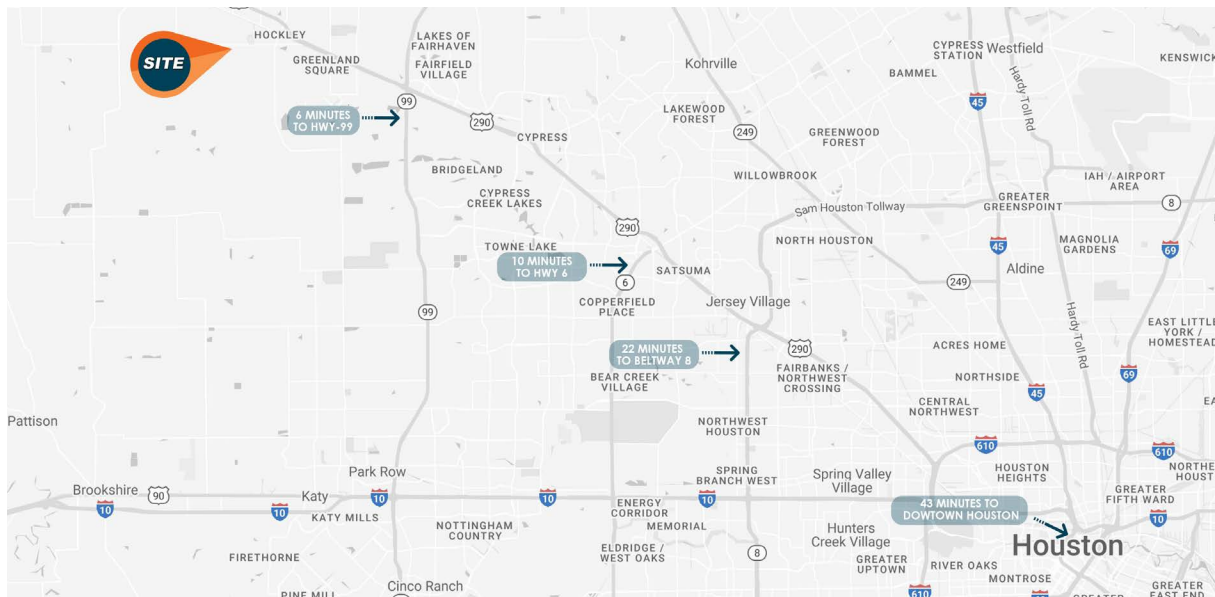 HOCKLEY
LAKES OF
FAIRHAVEN
CYPRESS
STATION
Westfield
KENSWICK
SITE
GREENLAND
SQUARE
FAIRFIELD
VILLAGE
Kohrville
BAMMEL
Hardy Toll Rd
99
45
6 MINUTES
TO HWY-99
290
LAKEWOOD
FOREST
249
GREENWOOD
FOREST
CYPRESS
BRIDGELAND
WILLOWBROOK
IAH / AIRPORT
AREA
CYPRESS
CREEK LAKES
Sam Houston Tollway
GREATER
GREENSPOINT
8
290
TOWNE LAKE
NORTH HOUSTON
45
MAGNOLIA
GARDENS
69
10 MINUTES
TO HWY 6
SATSUMA
Aldine
6
249
COPPERFIELD
PLACE
Jersey Village
99
Hardy Toll Rd
EAST LITTLE
YORK /
HOMESTEAD
22 MINUTES
TO BELTWAY 8
290
ACRES HOME
FAIRBANKS /
NORTHWEST
CROSSING
BEAR CREEK
VILLAGE
NORTHSIDE
69
45
Pattison
CENTRAL
NORTHWEST
EA
NORTHWEST
HOUSTON
610
610
Park Row
SPRING
BRANCH WEST
Spring Valley
Village
HOUSTON
HEIGHTS
NORTHE
HOUST
Brookshire
90
Katy
10
10
10
10
10
KATY MILLS
ENERGY
CORRIDOR
43 MINUTES TO
DOWTOWN HOUSTON
GREATER
FIFTH WARD
10
NOTTINGHAM
COUNTRY
MEMORIAL
Hunters
Creek Village
Houston
FIRETHORNE
ELDRIDGE /
WEST OAKS
8
GREATER
UPTOWN
RIVER OAKS
MONTROSE
Cinco Ranch
PINE MILL
610
GREATER
GREATER
EAST END